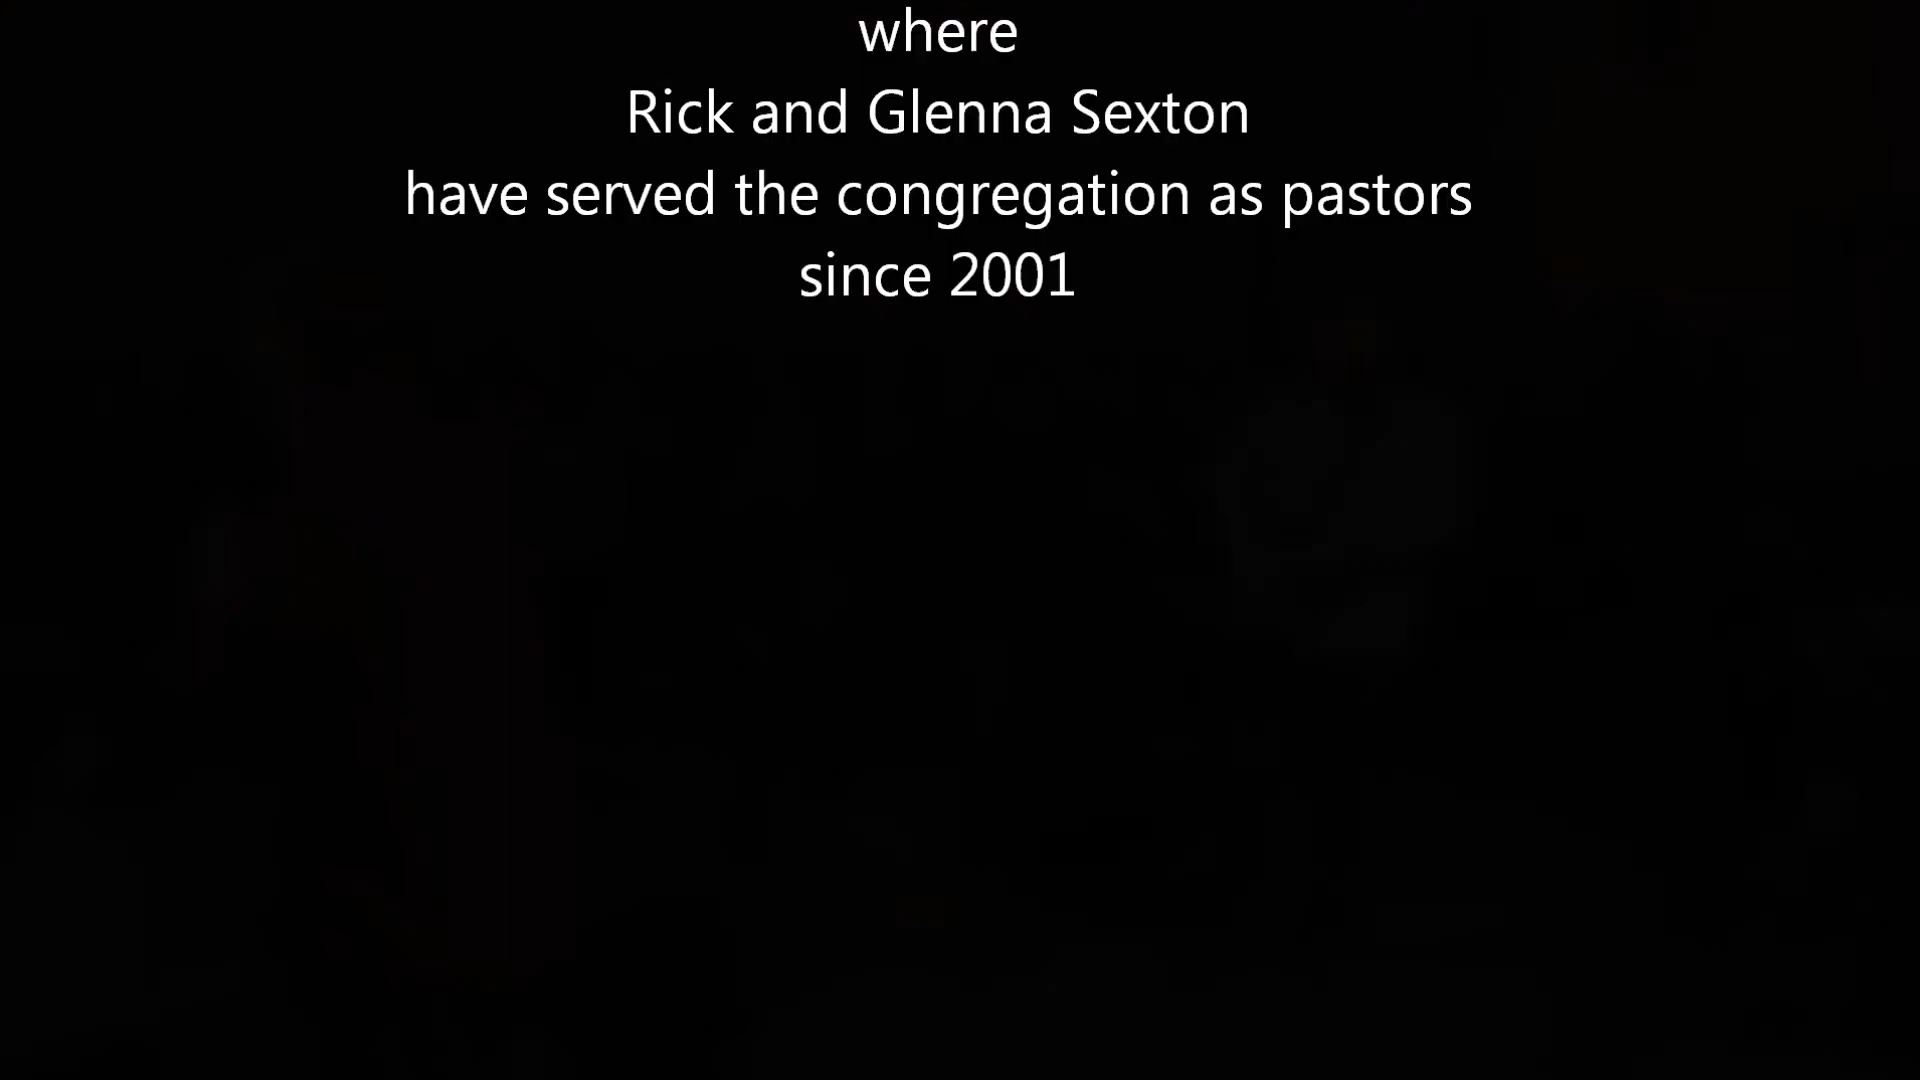 where
Rick and Glenna Sexton
have served the congregation as pastors
since 2001